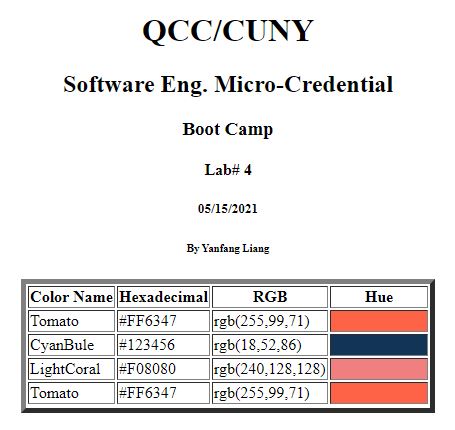 QCC/CUNY
Software Eng. Micro-Credential
Boot Camp
Lab# 4
05/15/2021
By Yanfang Liang
Color Name Hexadecimal RGB Hue
Tomato #FF6347 rgb(255,99,71)
CyanBule #123456 rgb(18,52,86)
LightCoral #F08080 rgb(240,128,128)
Tomato #FF6347 rgb(255,99,71)